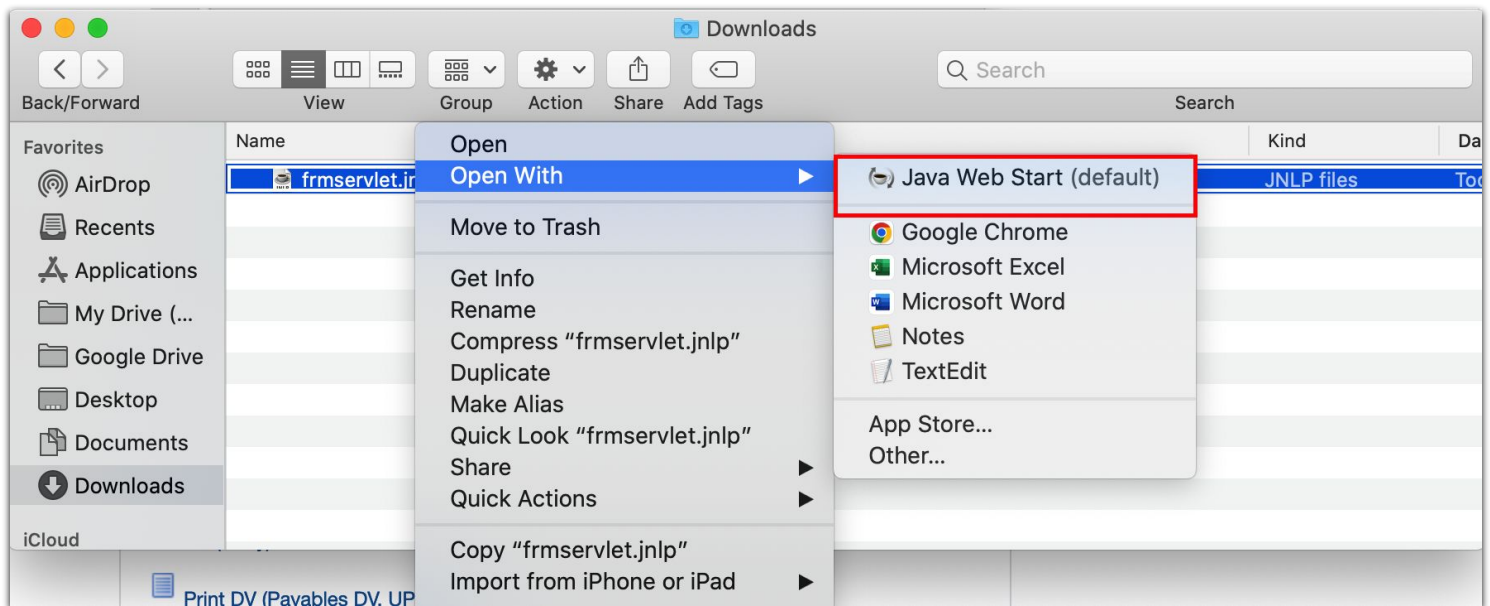 Downloads
Search
Back/Forward
View
Group
Action
Share
Add Tags
Search
Favorites
AirDrop
Recents
Applications
My Drive (...
Google Drive
Desktop
Documents
Downloads
iCloud
Name
Kind
Da
frmservlet.jn
JNLP files
Toc
Open
Open With
Move to Trash
Get Info
Rename
Compress “frmservlet.jnlp”
Duplicate
Make Alias
Quick Look “frmservlet.jnlp”
Share
Quick Actions
Copy “frmservlet.jnlp”
Import from iPhone or iPad
Java Web Start (default)
Google Chrome
Microsoft Excel
Microsoft Word
Notes
TextEdit
App Store...
Other...
Print DV (Payables DV, UP